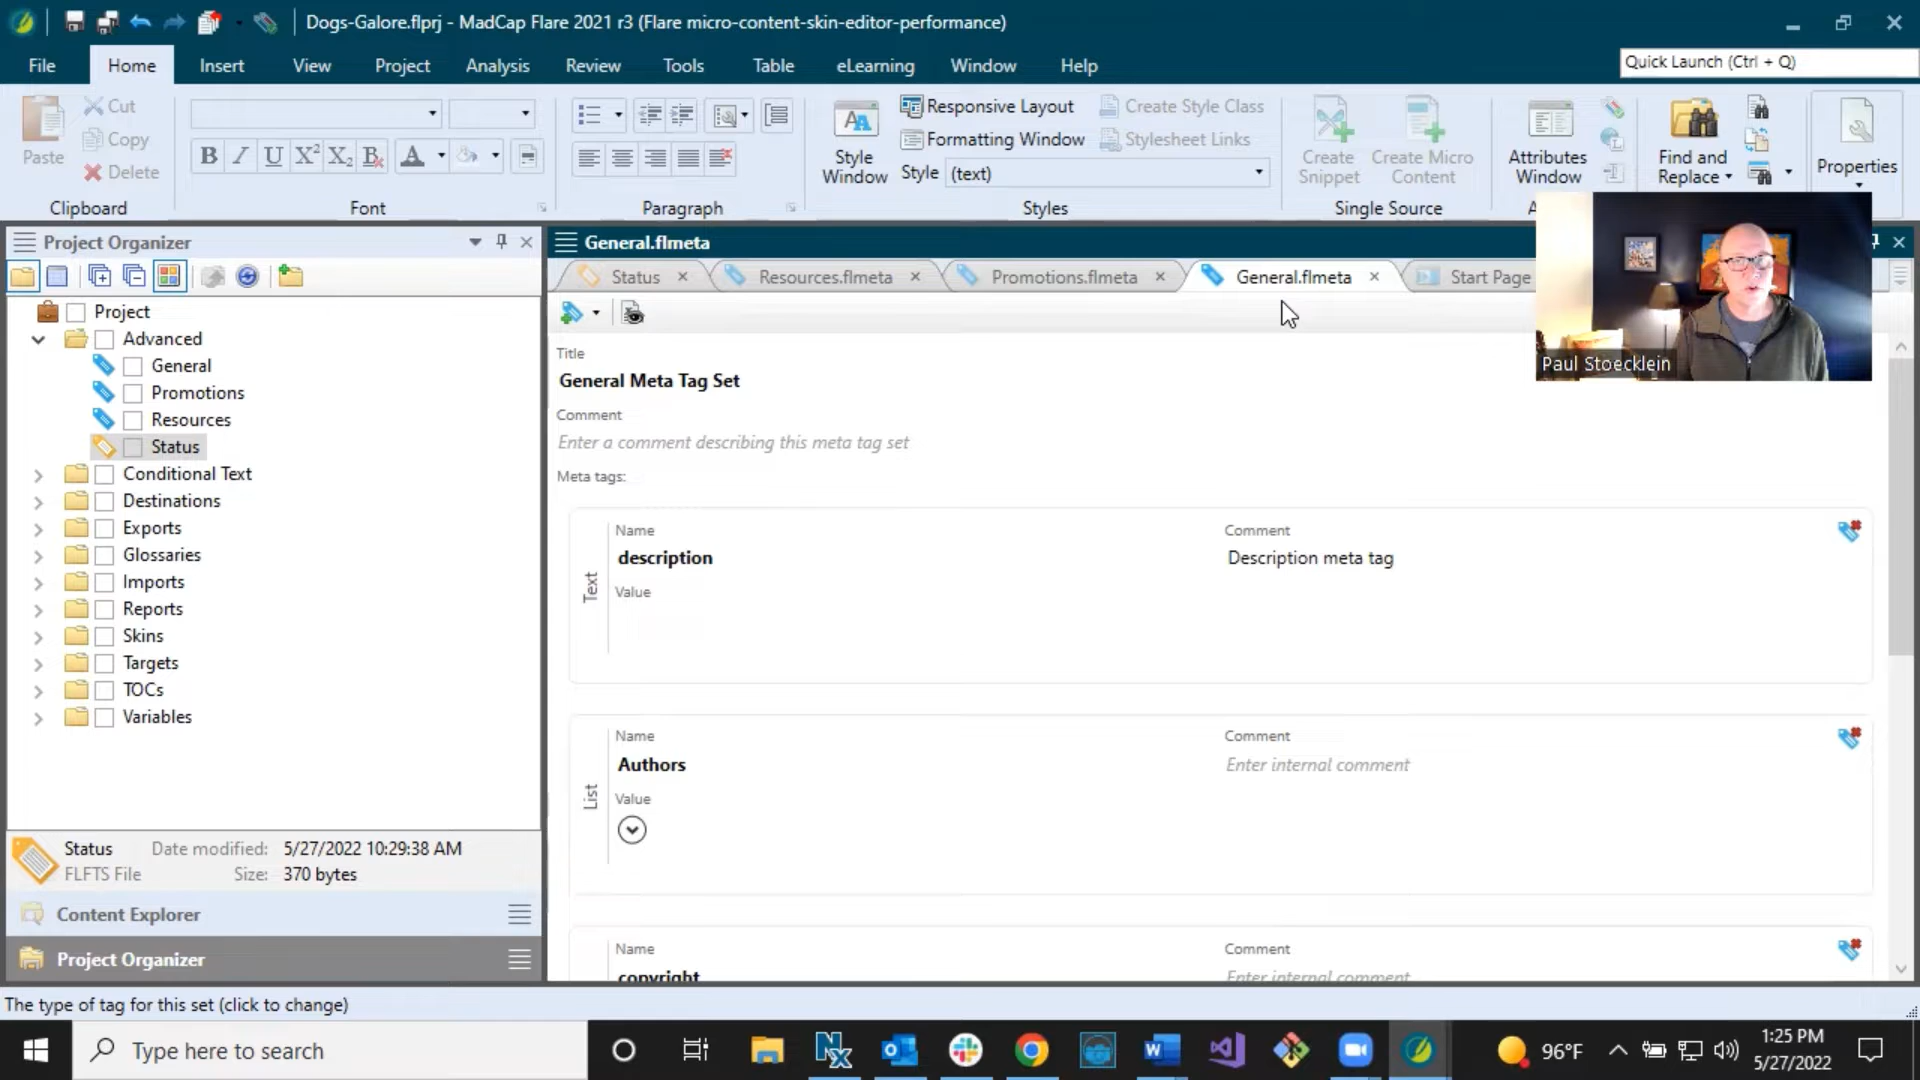 Dogs-Galore.flprj - MadCap Flare 2021 r3 (Flare micro-content-skin-editor-performance)
File Home Insert View Project Analysis Review Tools Table eLearning Window Help
Quick Launch (Ctrl + Q)
Paste
Cut
Copy
Delete
Clipboard
Font
Paragraph
Style Window
Responsive Layout
Formatting Window
Style (text)
Create Style Class
Stylesheet Links
Styles
Create Snippet
Create Micro Content
Single Source
Attributes Window
Find and Replace
Properties
Project Organizer
Project
Advanced
General
Promotions
Resources
Status
Conditional Text
Destinations
Exports
Glossaries
Imports
Reports
Skins
Targets
TOCs
Variables
Status Date modified: 5/27/2022 10:29:38 AM
FLFTS File Size: 370 bytes
Content Explorer
Project Organizer
General.flmeta
Status Resources.flmeta Promotions.flmeta General.flmeta Start Page
Paul Stoecklein
Title
General Meta Tag Set
Comment
Enter a comment describing this meta tag set
Meta tags:
Text
Name Comment
description Description meta tag
Value
List
Name Comment
Authors Enter internal comment
Value
Name Comment
copyright Enter internal comment
The type of tag for this set (click to change)
Type here to search
96°F
1:25 PM
5/27/2022